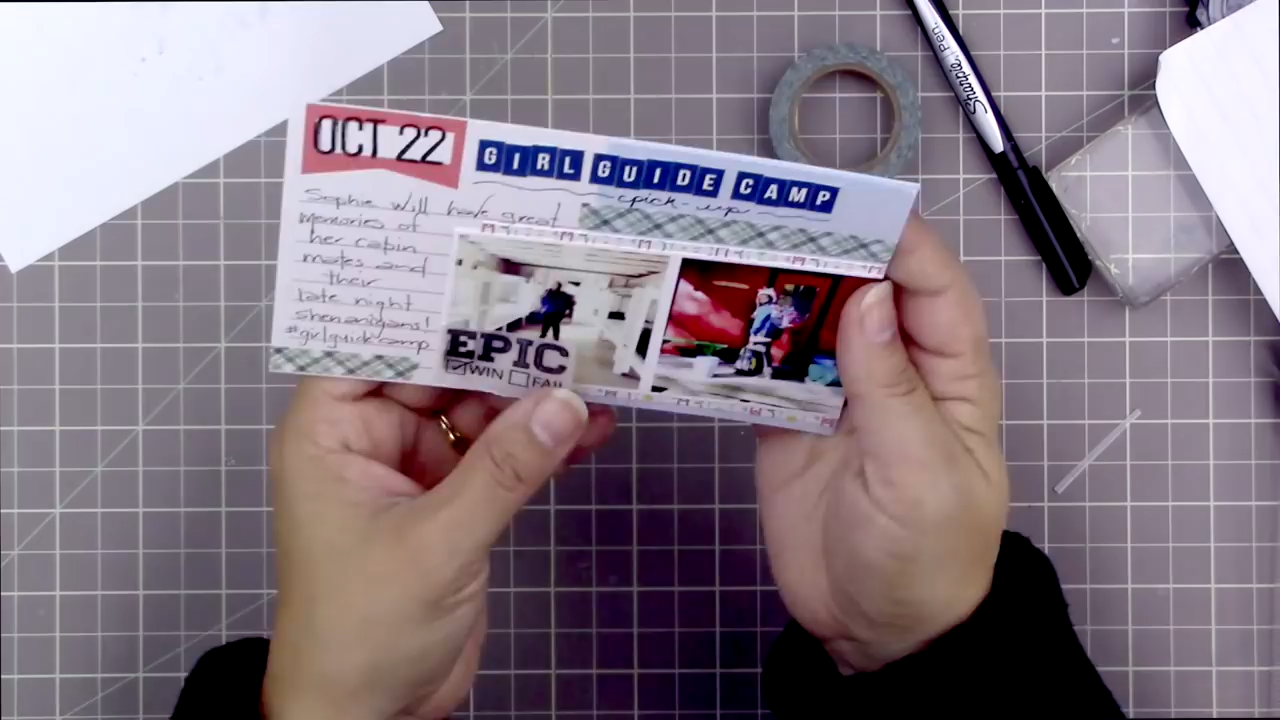 OCT 22
GIRL GUIDE CAMP
pick-up
Sophie will have great
memories of
her cabin
mates and
their
late night
shenanigans!
#girlguidecamp
EPIC
WIN FAIL
Sharpie Pen.